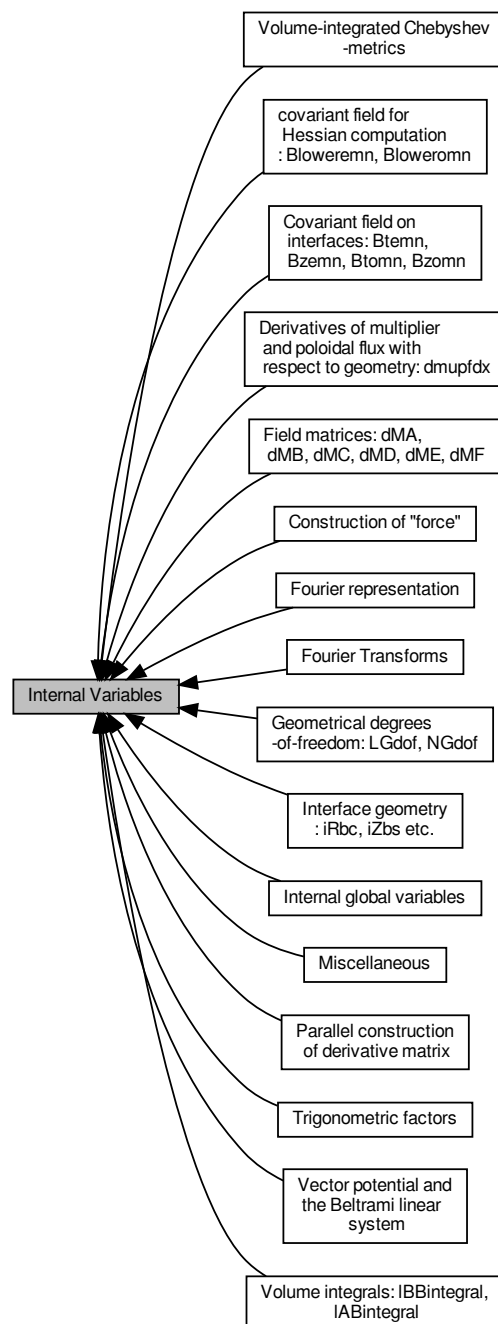 Volume-integrated Chebyshev
-metrics
covariant field for
Hessian computation
: Bloweremn, Bloweromn
Covariant field on
interfaces: Btemn,
Bzemn, Btomn, Bzomn
Derivatives of multiplier
and poloidal flux with
respect to geometry: dmupfdx
Field matrices: dMA,
dMB, dMC, dMD, dME, dMF
Construction of "force"
Fourier representation
Fourier Transforms
Internal Variables
Geometrical degrees
-of-freedom: LGdof, NGdof
Interface geometry
: iRbc, iZbs etc.
Internal global variables
Miscellaneous
Parallel construction
of derivative matrix
Trigonometric factors
Vector potential and
the Beltrami linear
system
Volume integrals: lBBintegral,
lABintegral